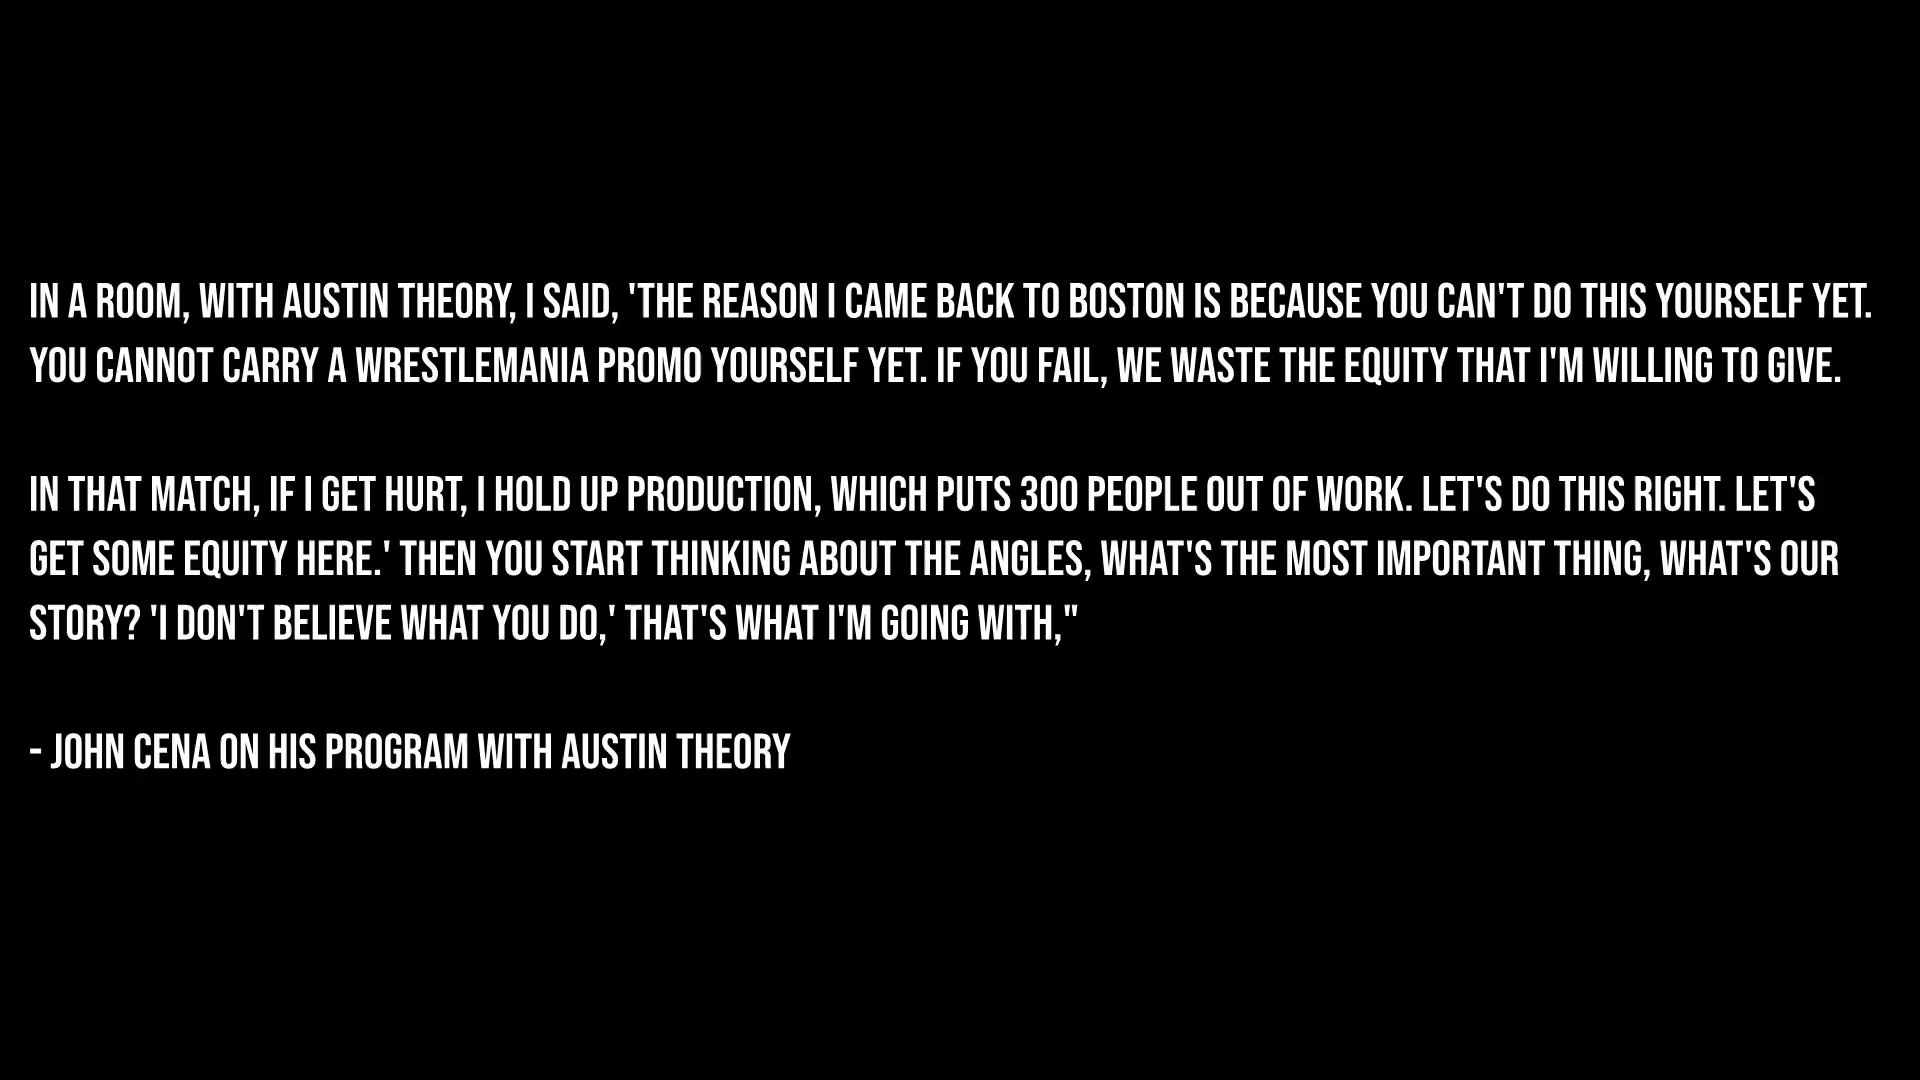 IN A ROOM, WITH AUSTIN THEORY, I SAID, 'THE REASON I CAME BACK TO BOSTON IS BECAUSE YOU CAN'T DO THIS YOURSELF YET.
YOU CANNOT CARRY A WRESTLEMANIA PROMO YOURSELF YET. IF YOU FAIL, WE WASTE THE EQUITY THAT I'M WILLING TO GIVE.
IN THAT MATCH, IF I GET HURT, I HOLD UP PRODUCTION, WHICH PUTS 300 PEOPLE OUT OF WORK. LET'S DO THIS RIGHT. LET'S
GET SOME EQUITY HERE.' THEN YOU START THINKING ABOUT THE ANGLES, WHAT'S THE MOST IMPORTANT THING, WHAT'S OUR
STORY? 'I DON'T BELIEVE WHAT YOU DO,' THAT'S WHAT I'M GOING WITH,"
- JOHN CENA ON HIS PROGRAM WITH AUSTIN THEORY